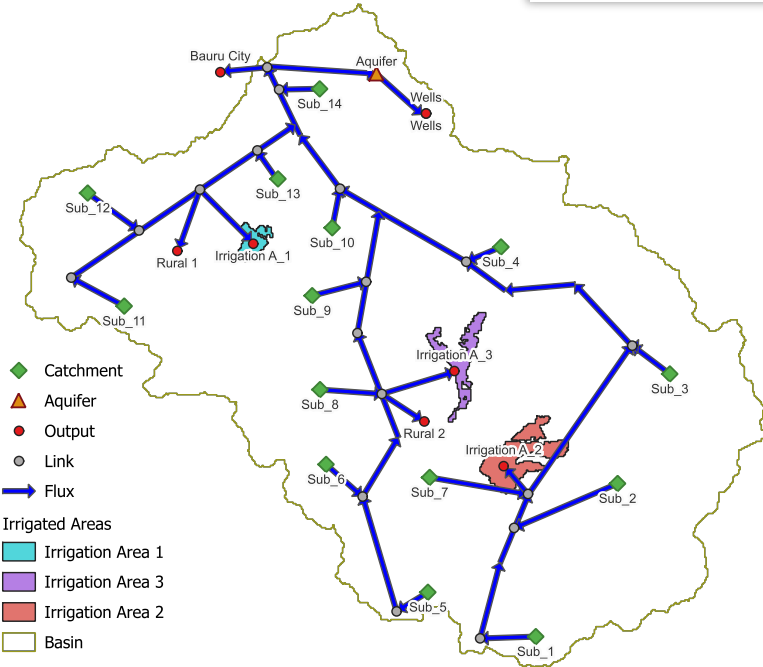 Bauru City
Aquifer
Wells
Wells
Sub_14
Sub_13
Sub_12
Sub_10
Rural 1
Irrigation A_1
Sub_4
Sub_11
Sub_9
Irrigation A_3
Sub_3
Sub_8
Rural 2
Irrigation A_2
Sub_6
Sub_7
Sub_2
Sub_5
Sub_1
Catchment
Aquifer
Output
Link
Flux
Irrigated Areas
Irrigation Area 1
Irrigation Area 3
Irrigation Area 2
Basin